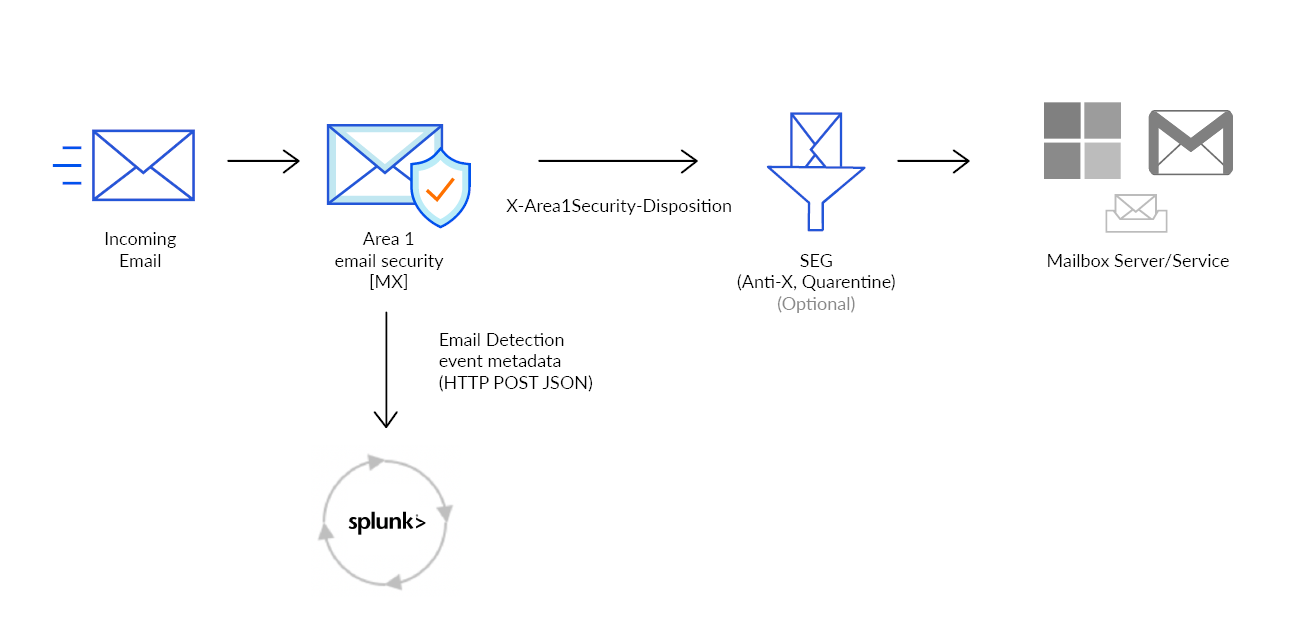 Incoming
Email
Area 1
email security
[MX]
X-Area1Security-Disposition
SEG
(Anti-X, Quarentine)
(Optional)
Mailbox Server/Service
Email Detection
event metadata
(HTTP POST JSON)
splunk>